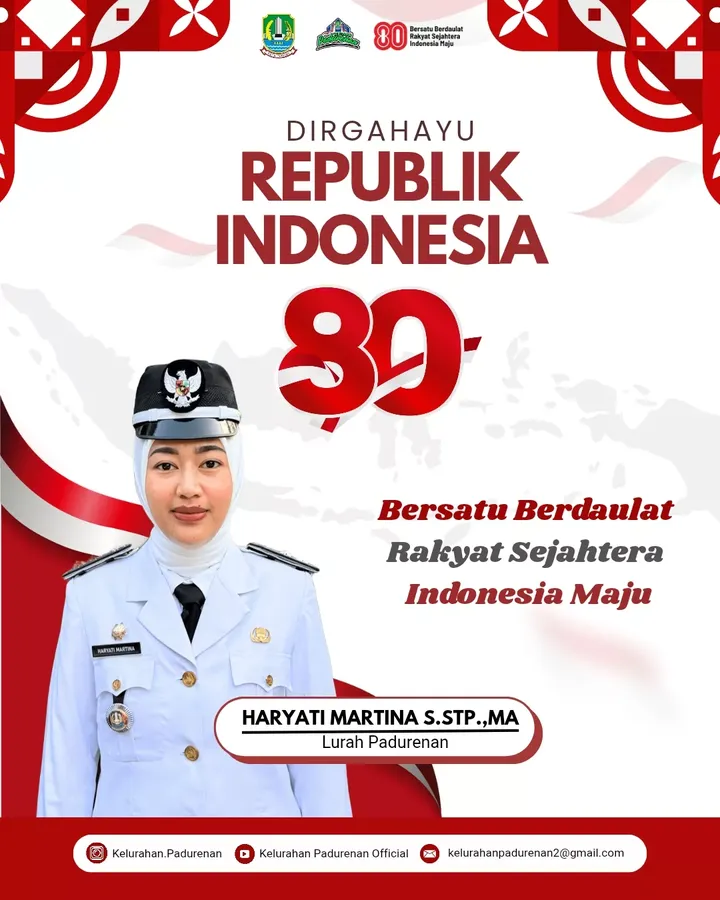 80
Bersatu Berdaulat
Rakyat Sejahtera
Indonesia Maju
DIRGAHAYU
REPUBLIK
INDONESIA
80
Bersatu Berdaulat
Rakyat Sejahtera
Indonesia Maju
HARYATI MARTINA
HARYATI MARTINA S.STP.,MA
Lurah Padurenan
Kelurahan.Padurenan
Kelurahan Padurenan Official
kelurahanpadurenan2@gmail.com